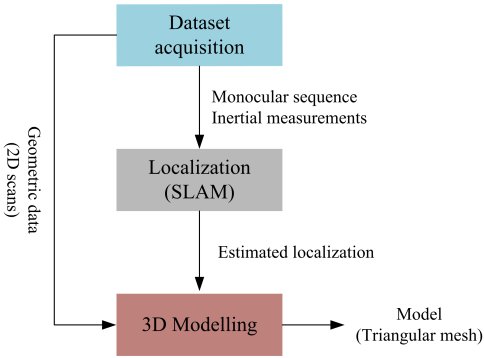 Dataset
acquisition
Monocular sequence
Inertial measurements
Geometric data
(2D scans)
Localization
(SLAM)
Estimated localization
3D Modelling
Model
(Triangular mesh)